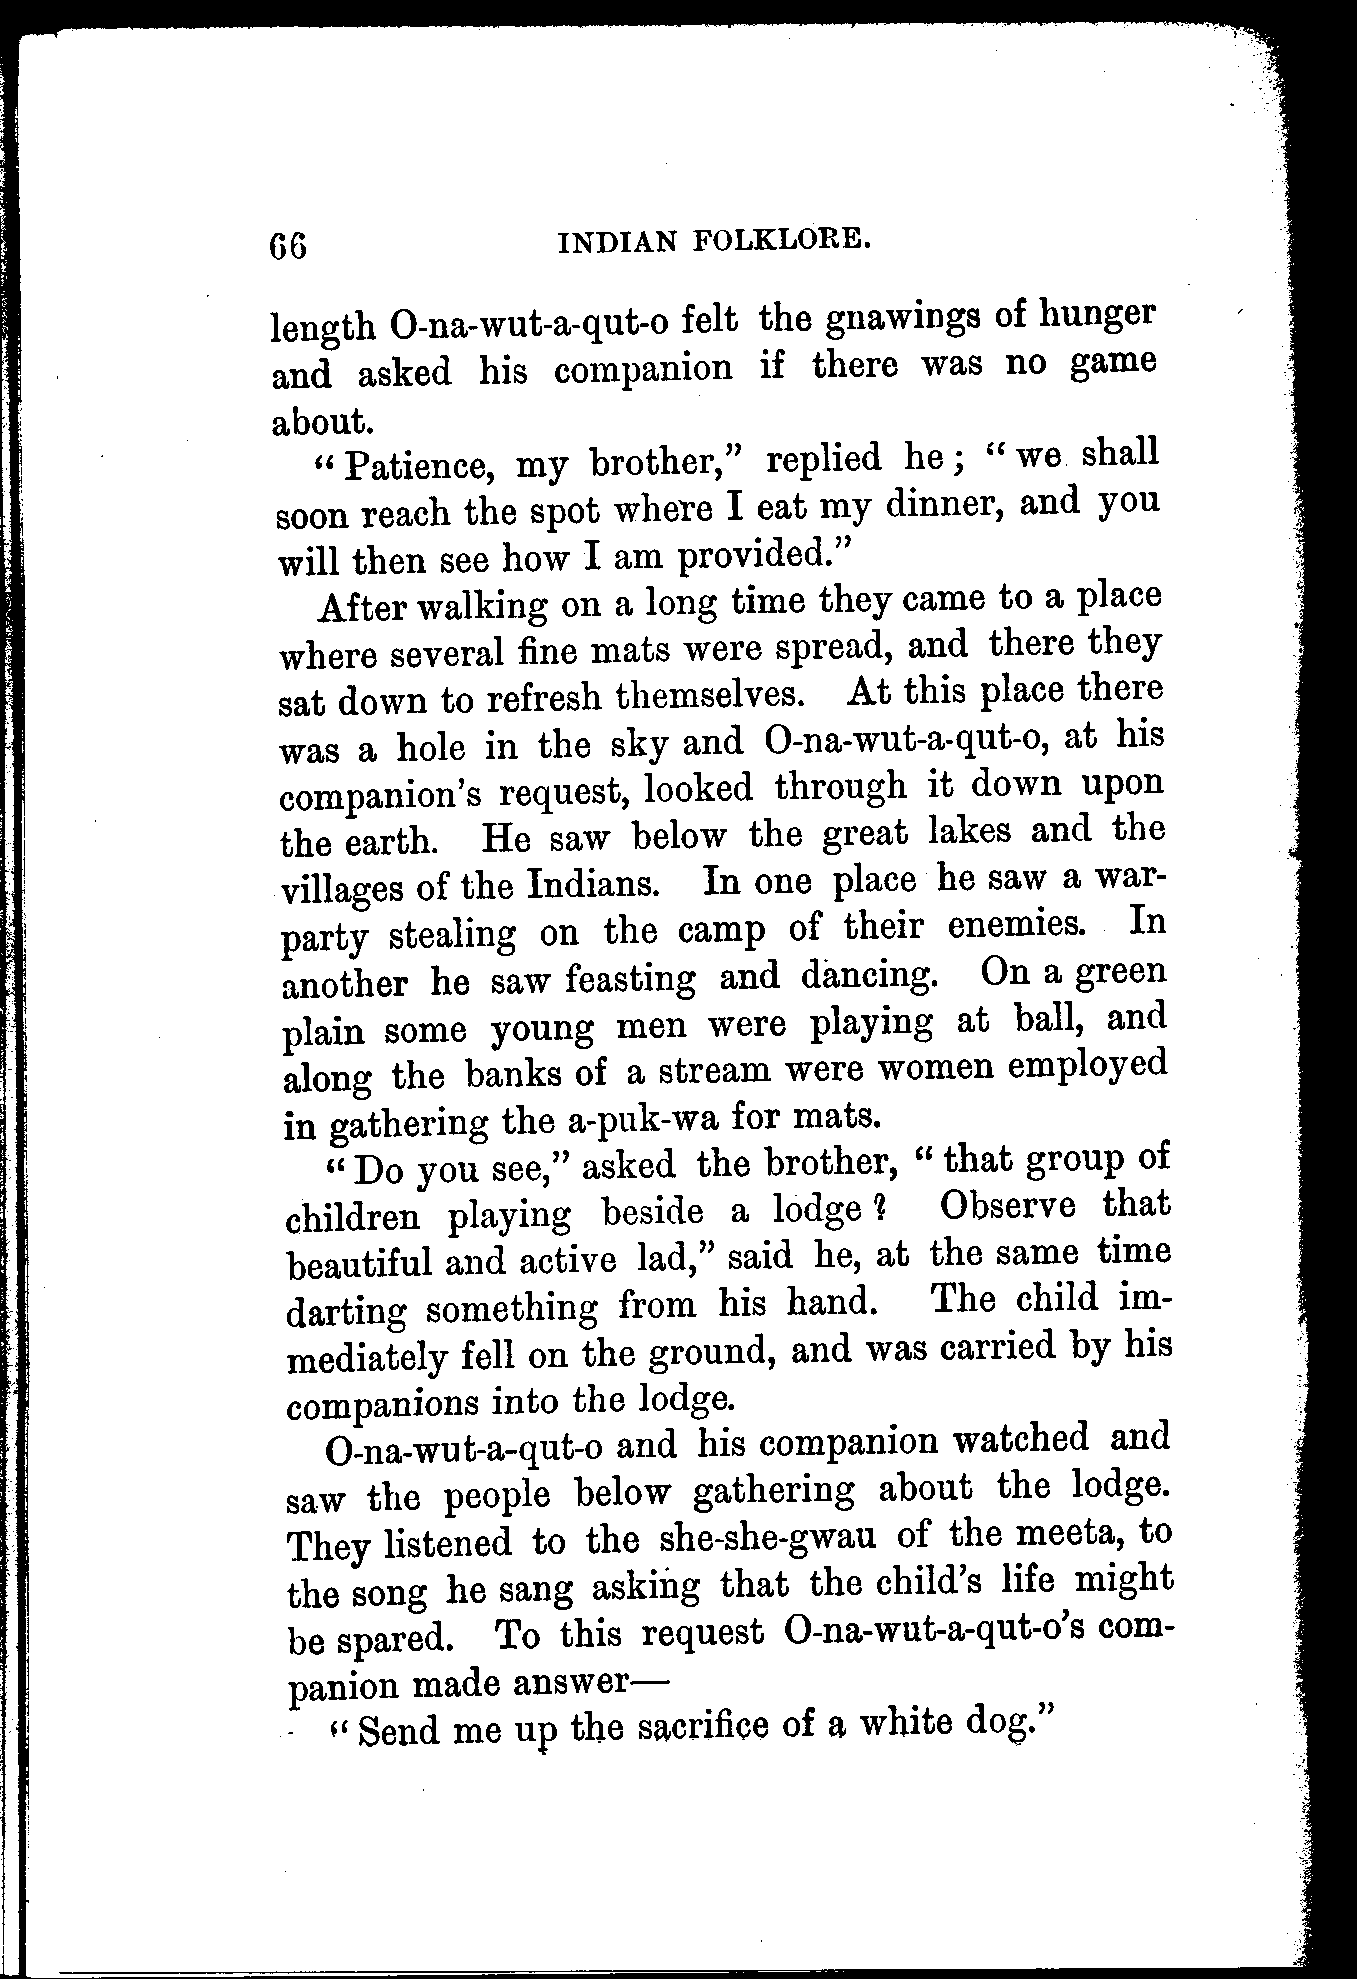 66 INDIAN FOLKLORE.
length O-na-wut-a-qut-o felt the gnawings of hunger
and asked his companion if there was no game
about.
“Patience, my brother,” replied he; “we shall
soon reach the spot where I eat my dinner, and you
will then see how I am provided.”
After walking on a long time they came to a place
where several fine mats were spread, and there they
sat down to refresh themselves. At this place there
was a hole in the sky and O-na-wut-a-qut-o, at his
companion’s request, looked through it down upon
the earth. He saw below the great lakes and the
villages of the Indians. In one place he saw a war-
party stealing on the camp of their enemies. In
another he saw feasting and dancing. On a green
plain some young men were playing at ball, and
along the banks of a stream were women employed
in gathering the a-puk-wa for mats.
“Do you see,” asked the brother, “that group of
children playing beside a lodge? Observe that
beautiful and active lad,” said he, at the same time
darting something from his hand. The child im-
mediately fell on the ground, and was carried by his
companions into the lodge.
O-na-wut-a-qut-o and his companion watched and
saw the people below gathering about the lodge.
They listened to the she-she-gwau of the meeta, to
the song he sang asking that the child’s life might
be spared. To this request O-na-wut-a-qut-o’s com-
panion made answer—
“Send me up the sacrifice of a white dog.”